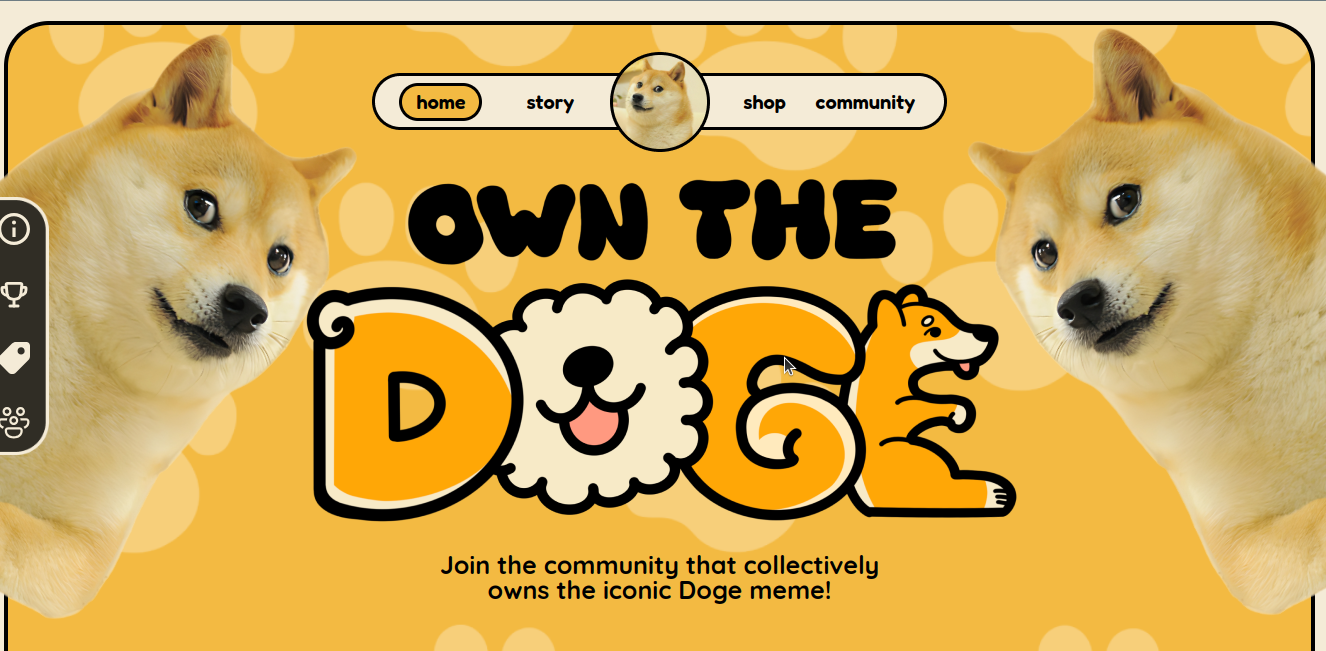 home story shop community
OWN THE
DOGE
Join the community that collectively
owns the iconic Doge meme!